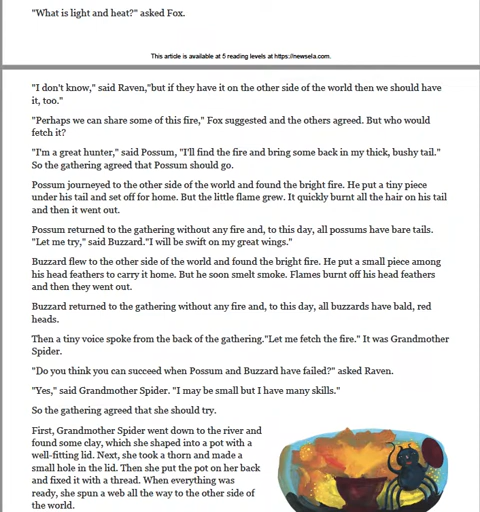 "What is light and heat?" asked Fox.
This article is available at 5 reading levels at https://newsela.com.
"I don't know," said Raven,"but if they have it on the other side of the world then we should have
it, too."
"Perhaps we can share some of this fire," Fox suggested and the others agreed. But who would
fetch it?
"I'm a great hunter," said Possum, "I'll find the fire and bring some back in my thick, bushy tail."
So the gathering agreed that Possum should go.
Possum journeyed to the other side of the world and found the bright fire. He put a tiny piece
under his tail and set off for home. But the little flame grew. It quickly burnt all the hair on his tail
and then it went out.
Possum returned to the gathering without any fire and, to this day, all possums have bare tails.
"Let me try," said Buzzard."I will be swift on my great wings."
Buzzard flew to the other side of the world and found the bright fire. He put a small piece among
his head feathers to carry it home. But he soon smelt smoke. Flames burnt off his head feathers
and then they went out.
Buzzard returned to the gathering without any fire and, to this day, all buzzards have bald, red
heads.
Then a tiny voice spoke from the back of the gathering."Let me fetch the fire." It was Grandmother
Spider.
"Do you think you can succeed when Possum and Buzzard have failed?" asked Raven.
"Yes," said Grandmother Spider. "I may be small but I have many skills."
So the gathering agreed that she should try.
First, Grandmother Spider went down to the river and
found some clay, which she shaped into a pot with a
well-fitting lid. Next, she took a thorn and made a
small hole in the lid. Then she put the pot on her back
and fixed it with a thread. When everything was
ready, she spun a web all the way to the other side of
the world.